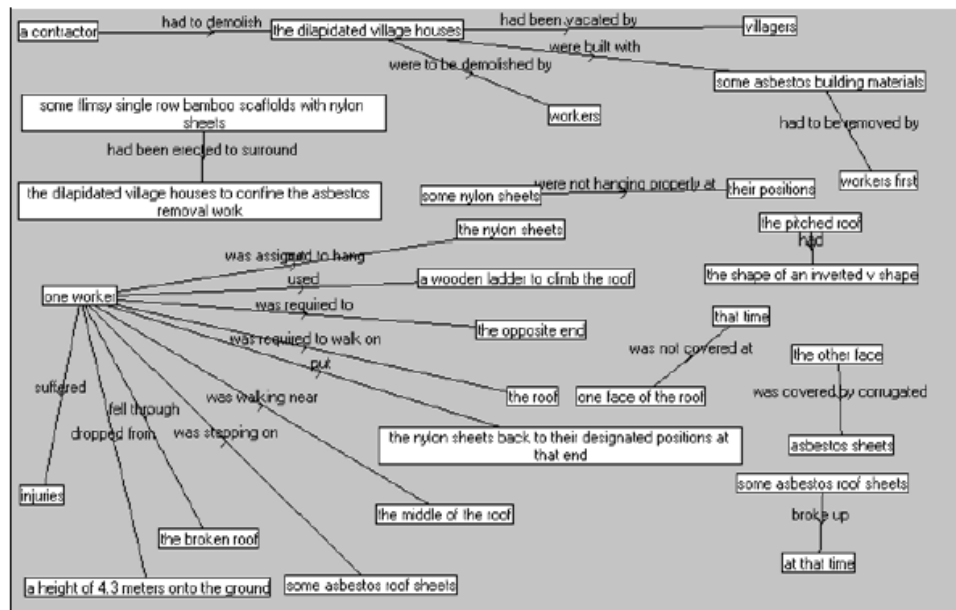 had to demolish
had been vacated by
a contractor
the dilapidated village houses
villagers
were built with
were to be demolished by
some asbestos building materials
some flimsy single row bamboo scaffolds with nylon
sheets
workers
had to be removed by
had been erected to surround
the dilapidated village houses to confine the asbestos
removal work
were not hanging properly at
some nylon sheets
their positions
workers first
the pitched roof
had
the shape of an inverted v shape
the nylon sheets
was assigned to hang
used
a wooden ladder to climb the roof
one worker
was required to
the opposite end
that time
was required to walk on
was not covered at
the other face
put
suffered
was walking near
the roof
one face of the roof
was covered by corrugated
fell through
dropped from
was stepping on
the nylon sheets back to their designated positions at
that end
asbestos sheets
some asbestos roof sheets
injuries
the middle of the roof
broke up
the broken roof
at that time
a height of 4.3 meters onto the ground
some asbestos roof sheets